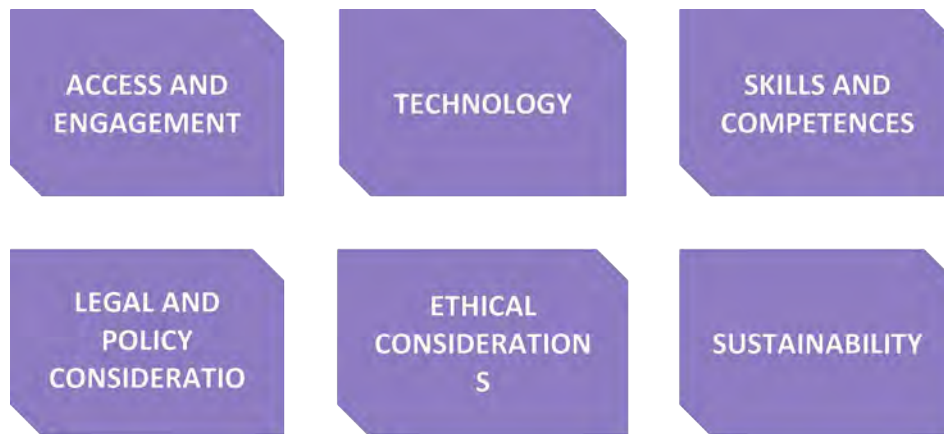 ACCESS AND
ENGAGEMENT
TECHNOLOGY
SKILLS AND
COMPETENCES
LEGAL AND
POLICY
CONSIDERATIO
ETHICAL
CONSIDERATION
S
SUSTAINABILITY